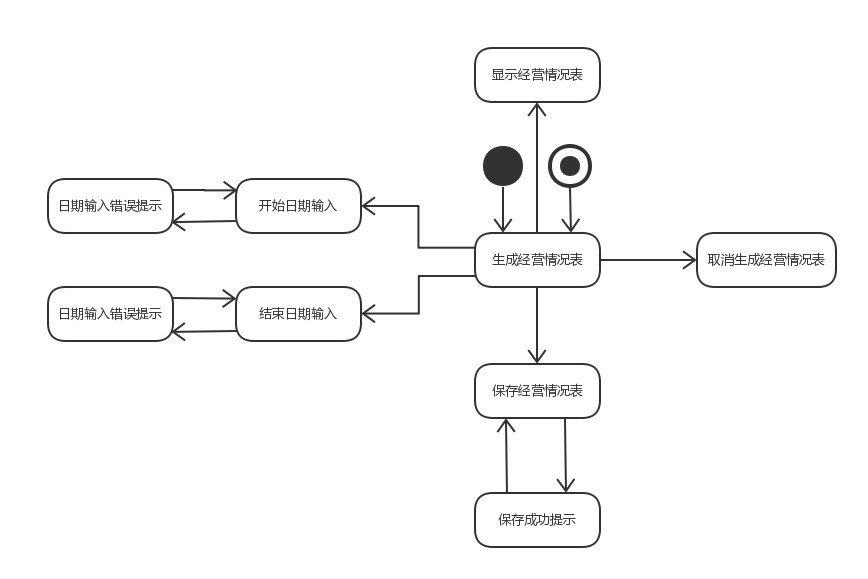 显示经营情况表
日期输入错误提示
开始日期输入
生成经营情况表
取消生成经营情况表
日期输入错误提示
结束日期输入
保存经营情况表
保存成功提示